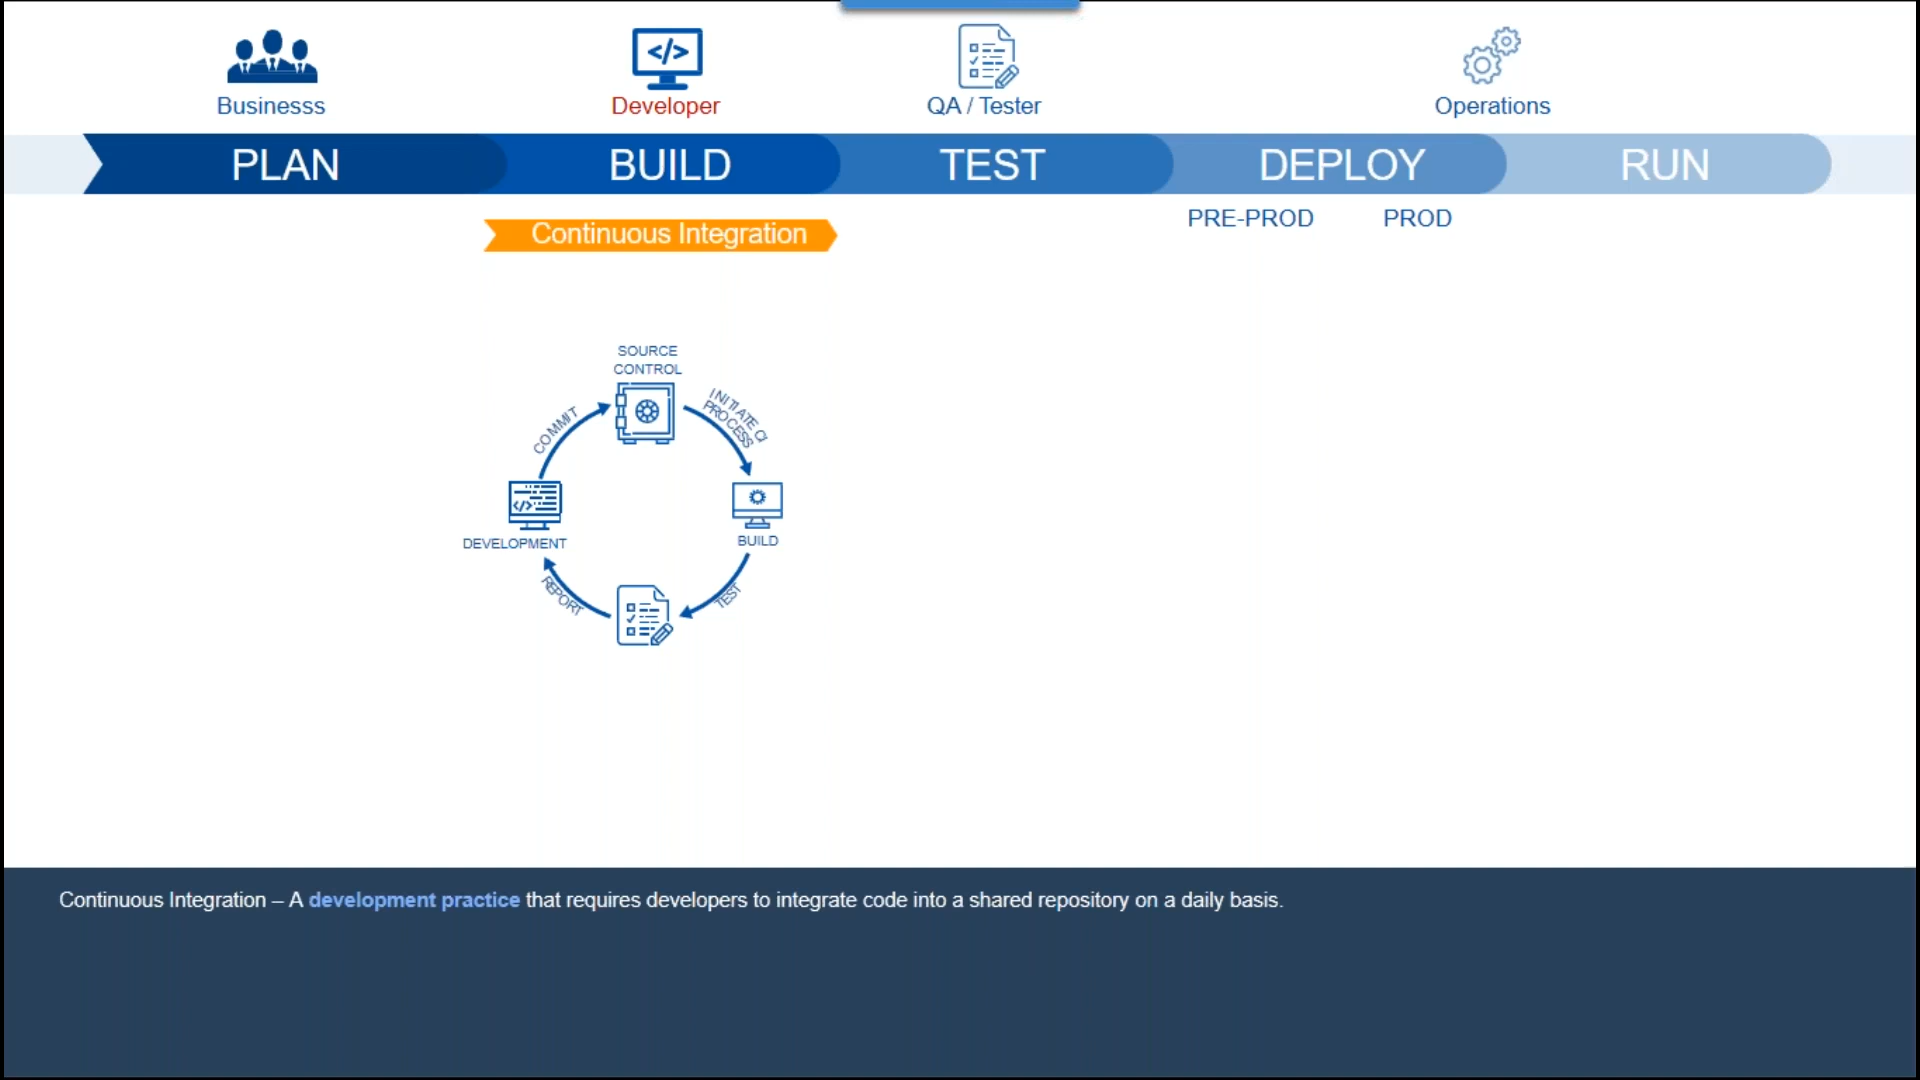 Businesss
Developer
QA / Tester
Operations
PLAN
BUILD
TEST
DEPLOY
RUN
PRE-PROD
PROD
Continuous Integration
SOURCE
CONTROL
COMMIT
INITIATE CI
PROCESS
DEVELOPMENT
BUILD
REPORT
TEST
Continuous Integration – A development practice that requires developers to integrate code into a shared repository on a daily basis.